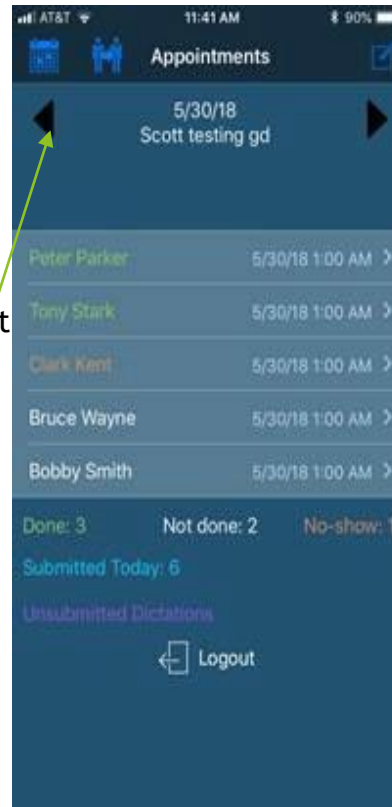 AT&T 11:41 AM 90%
Appointments
5/30/18
Scott testing gd
Peter Parker 5/30/18 1:00 AM
Tony Stark 5/30/18 1:00 AM
t
Clark Kent 5/30/18 1:00 AM
Bruce Wayne 5/30/18 1:00 AM
Bobby Smith 5/30/18 1:00 AM
Done: 3 Not done: 2 No-show: 1
Submitted Today: 6
Unsubmitted Dictations
Logout